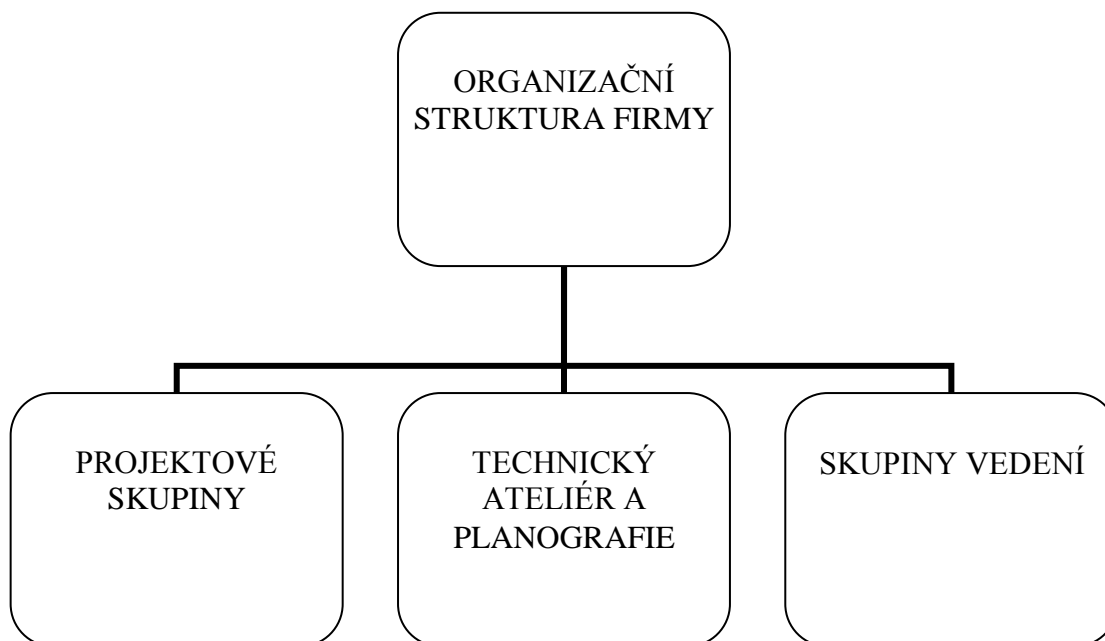 ORGANIZAČNÍ
STRUKTURA FIRMY
PROJEKTOVÉ
SKUPINY
TECHNICKÝ
ATELIÉR A
PLANOGRAFIE
SKUPINY VEDENÍ